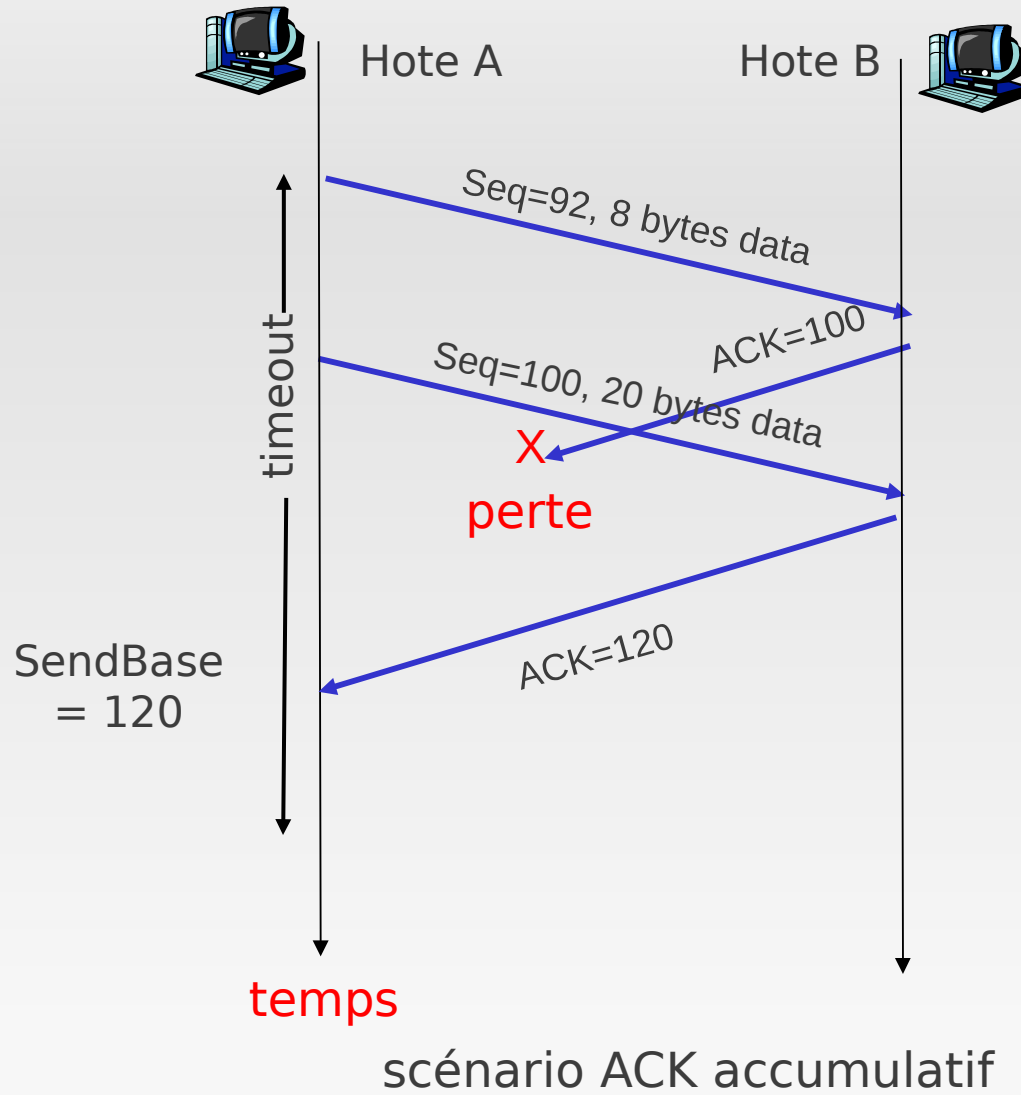 Hote A
Hote B
Seq=92, 8 bytes data
ACK=100
timeout
Seq=100, 20 bytes data
X
perte
ACK=120
SendBase
= 120
temps
scénario ACK accumulatif